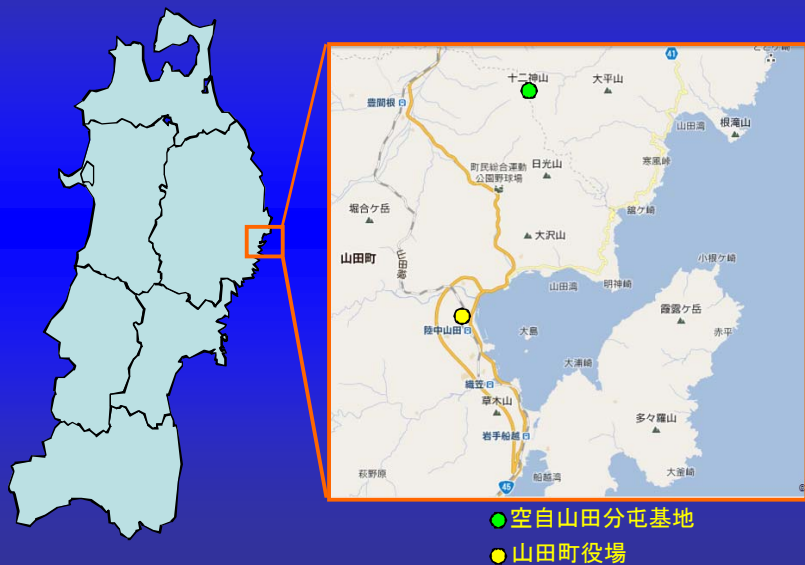 十二神山
大平山
41
豊間根
山田湾
根滝山
町民総合運動
公園野球場
日光山
寒風峠
堀合ケ岳
舘ケ崎
大沢山
山田町
山田線
小根ケ崎
山田湾
明神崎
霞露ケ岳
陸中山田
大島
赤平
大浦崎
織笠
草木山
岩手船越
多々羅山
萩野原
45
船越湾
大釜崎
©
空自山田分屯基地
山田町役場